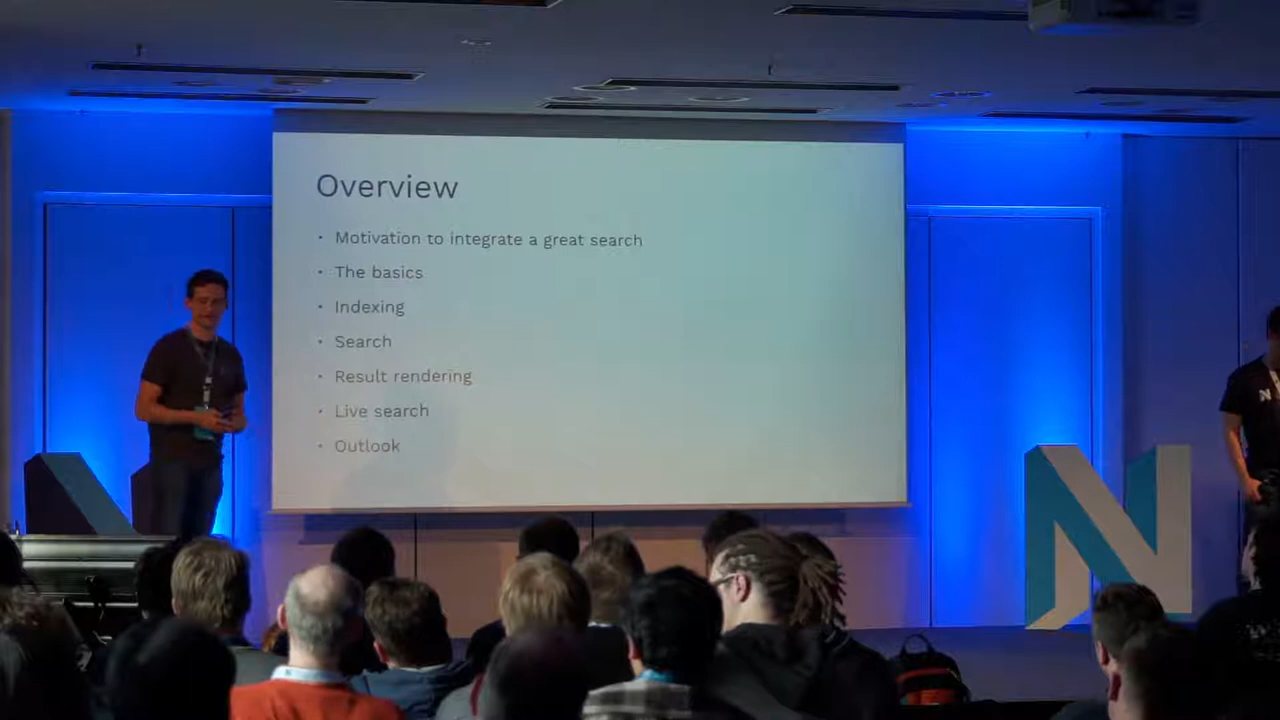 Overview
Motivation to integrate a great search
The basics
Indexing
Search
Result rendering
Live search
Outlook
N
N